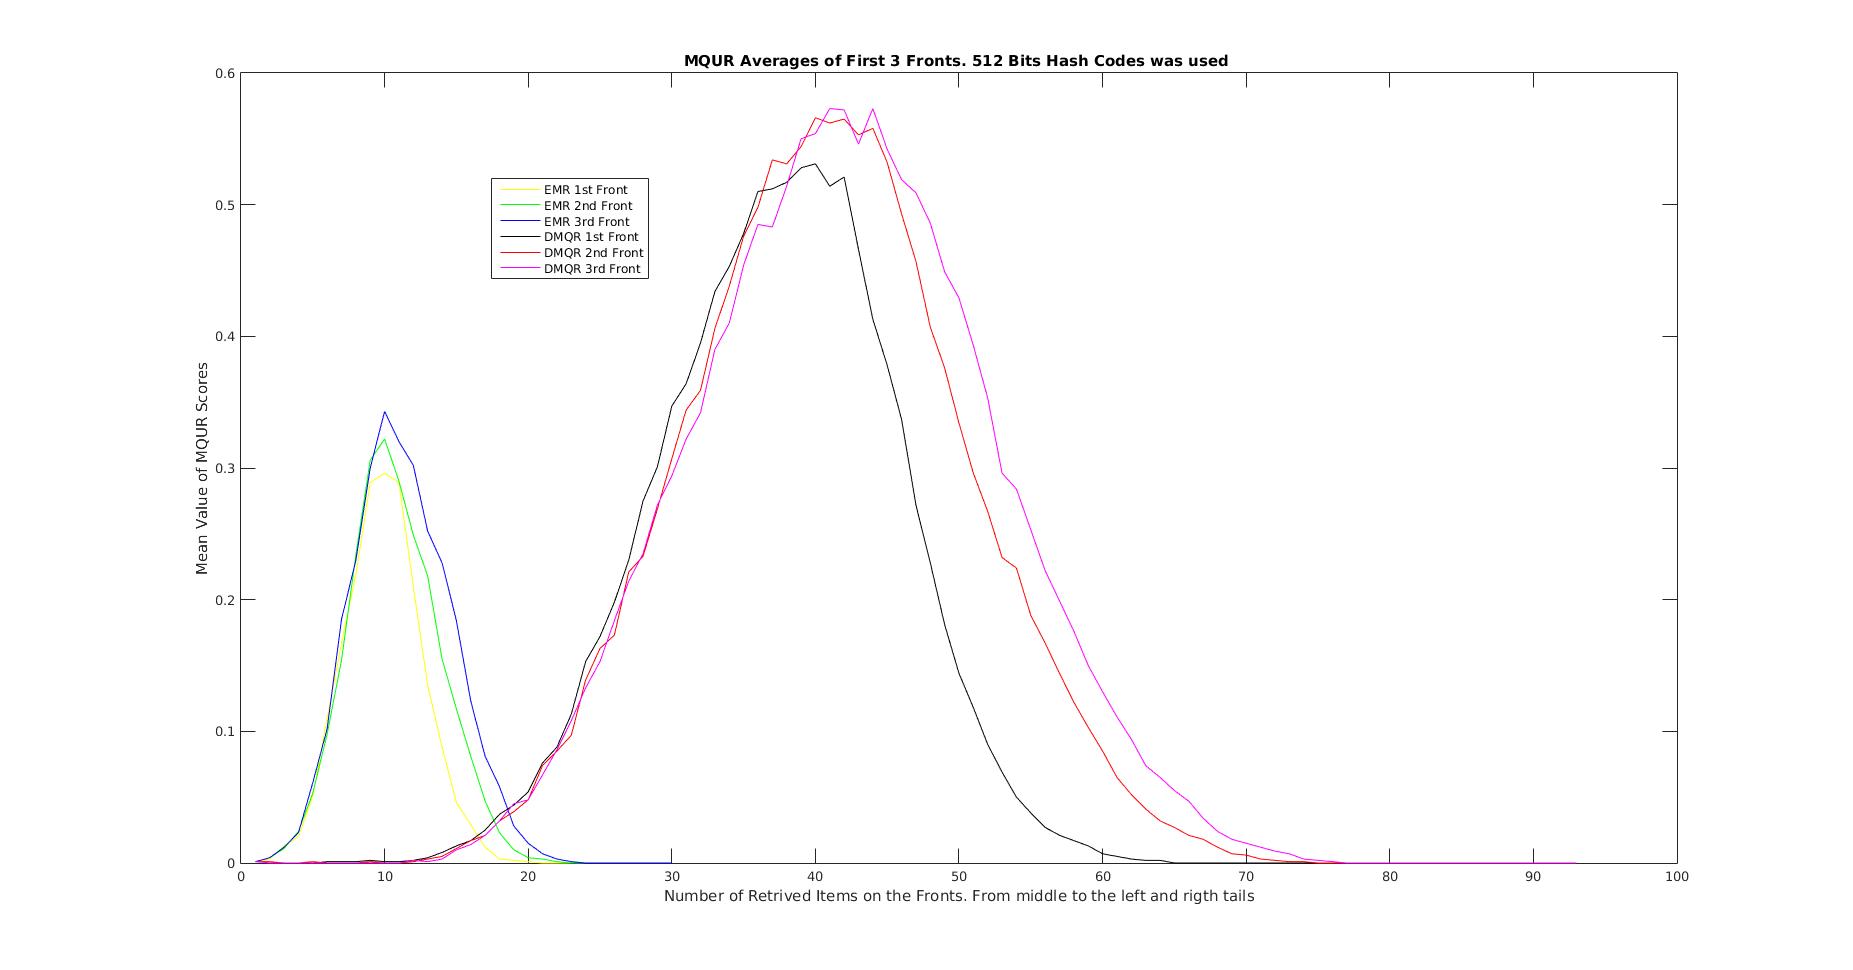 MQUR Averages of First 3 Fronts. 512 Bits Hash Codes was used
0.6
0.5
0.4
0.3
0.2
0.1
0
Mean Value of MQUR Scores
EMR 1st Front
EMR 2nd Front
EMR 3rd Front
DMQR 1st Front
DMQR 2nd Front
DMQR 3rd Front
0 10 20 30 40 50 60 70 80 90 100
Number of Retrived Items on the Fronts. From middle to the left and rigth tails